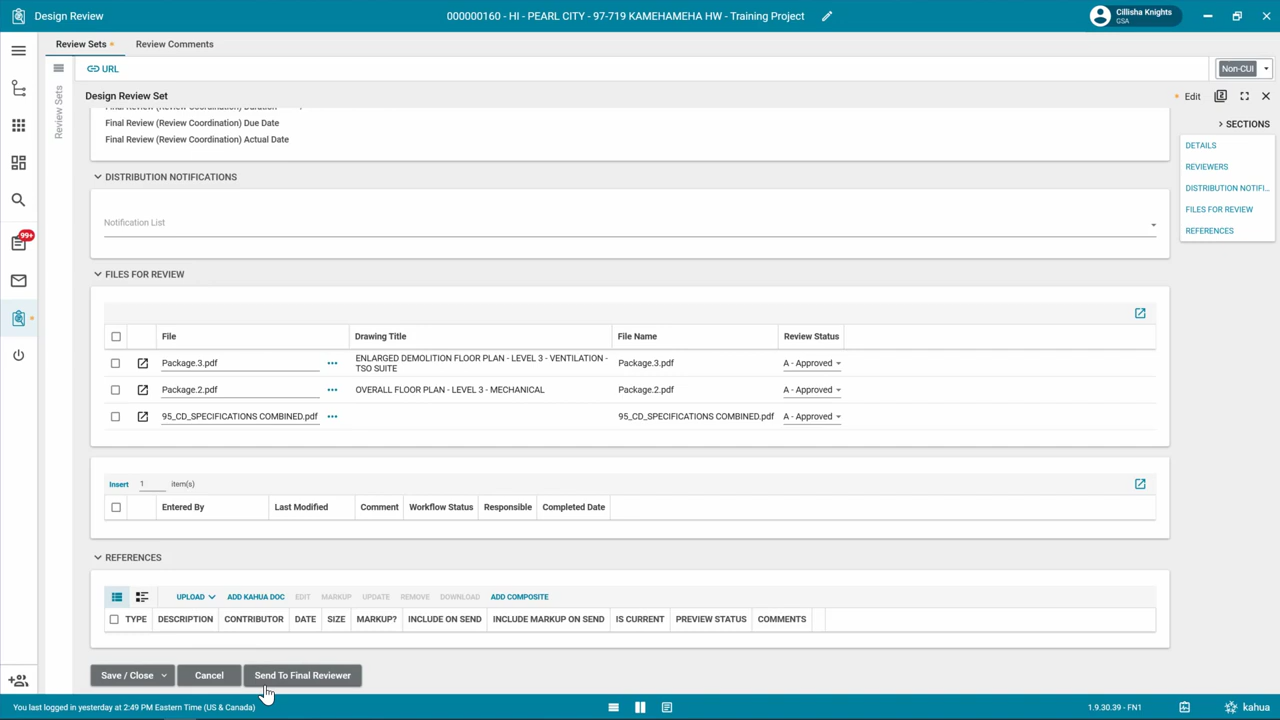 Design Review
000000160 - HI - PEARL CITY - 97-719 KAMEHAMEHA HW - Training Project
Cillisha Knights
GSA
Review Sets
Review Comments
URL
Non-CUI
Design Review Set
Edit
Review Sets
Final Review (Review Coordination) Duration
Final Review (Review Coordination) Due Date
Final Review (Review Coordination) Actual Date
SECTIONS
DETAILS
REVIEWERS
DISTRIBUTION NOTIFI...
FILES FOR REVIEW
REFERENCES
DISTRIBUTION NOTIFICATIONS
Notification List
99+
FILES FOR REVIEW
File Drawing Title File Name Review Status
Package.3.pdf ENLARGED DEMOLITION FLOOR PLAN - LEVEL 3 - VENTILATION - Package.3.pdf A - Approved
TSO SUITE
Package.2.pdf OVERALL FLOOR PLAN - LEVEL 3 - MECHANICAL Package.2.pdf A - Approved
95_CD_SPECIFICATIONS COMBINED.pdf 95_CD_SPECIFICATIONS COMBINED.pdf A - Approved
Insert 1 item(s)
Entered By Last Modified Comment Workflow Status Responsible Completed Date
REFERENCES
UPLOAD ADD KAHUA DOC EDIT MARKUP UPDATE REMOVE DOWNLOAD ADD COMPOSITE
TYPE DESCRIPTION CONTRIBUTOR DATE SIZE MARKUP? INCLUDE ON SEND INCLUDE MARKUP ON SEND IS CURRENT PREVIEW STATUS COMMENTS
Save / Close Cancel Send To Final Reviewer
You last logged in yesterday at 2:49 PM Eastern Time (US & Canada)
1.9.30.39 - FN1
kahua